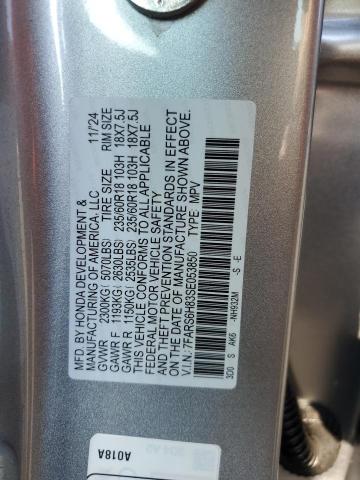 MFD. BY HONDA DEVELOPMENT &
MANUFACTURING OF AMERICA, LLC 11/'24
GVWR 2300KG( 5070LBS) TIRE SIZE RIM SIZE
GAWR F 1193KG( 2630LBS) 235/60R18 103H 18X7.5J
GAWR R 1150KG( 2535LBS) 235/60R18 103H 18X7.5J
THIS VEHICLE CONFORMS TO ALL APPLICABLE
FEDERAL MOTOR VEHICLE SAFETY
AND THEFT PREVENTION STANDARDS IN EFFECT
ON THE DATE OF MANUFACTURE SHOWN ABOVE.
V.I.N.: 7FARS6H83SE053850 TYPE: MPV
3D0 S AK6 -NH932M -S -E
A018A